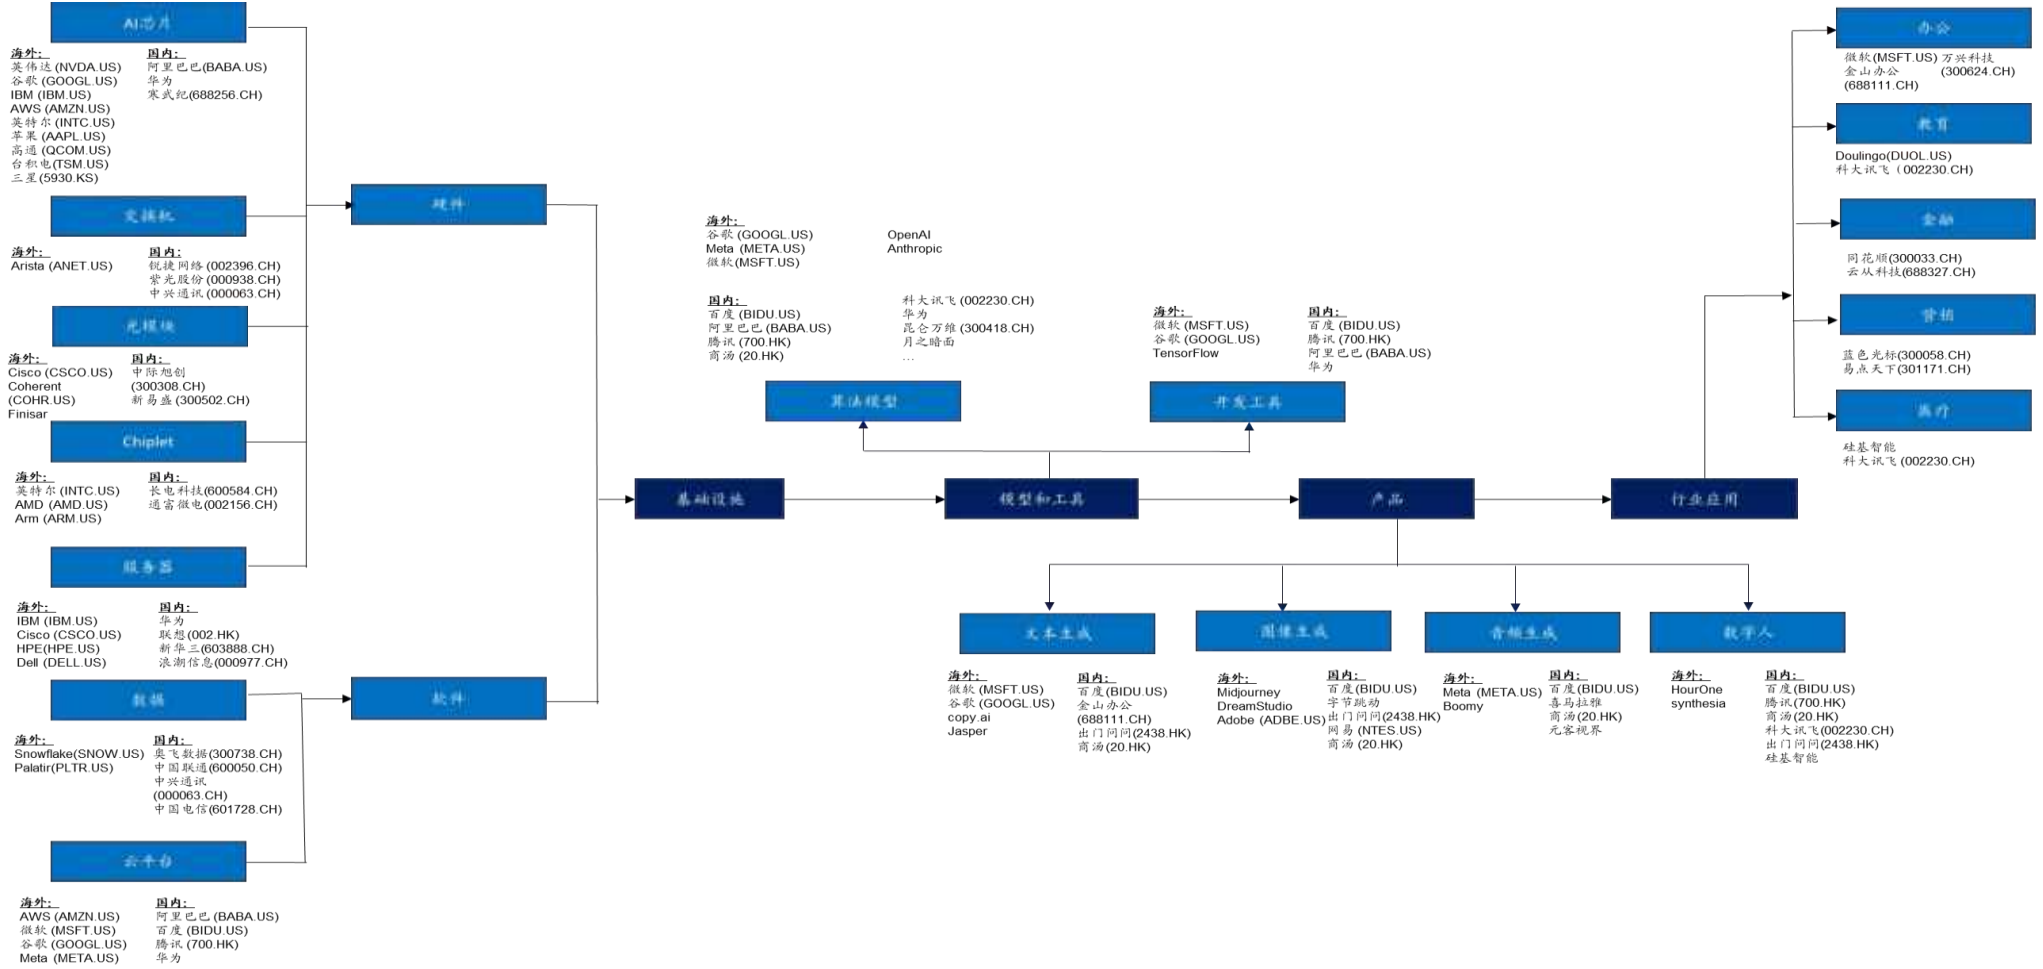 AI芯片
海外:
英伟达 (NVDA.US)
谷歌 (GOOGL.US)
IBM (IBM.US)
AWS (AMZN.US)
英特尔 (INTC.US)
苹果 (AAPL.US)
高通 (QCOM.US)
台积电(TSM.US)
三星(5930.KS)
国内:
阿里巴巴(BABA.US)
华为
寒武纪(688256.CH)
交换机
海外:
Arista (ANET.US)
国内:
锐捷网络 (002396.CH)
紫光股份 (000938.CH)
中兴通讯 (000063.CH)
光模块
海外:
Cisco (CSCO.US)
Coherent
(COHR.US)
Finisar
国内:
中际旭创
(300308.CH)
新易盛 (300502.CH)
Chiplet
海外:
英特尔 (INTC.US)
AMD (AMD.US)
Arm (ARM.US)
国内:
长电科技(600584.CH)
通富微电(002156.CH)
服务器
海外:
IBM (IBM.US)
Cisco (CSCO.US)
HPE(HPE.US)
Dell (DELL.US)
国内:
华为
联想(002.HK)
新华三(603888.CH)
浪潮信息(000977.CH)
数据
海外:
Snowflake(SNOW.US)
Palatir(PLTR.US)
国内:
奥飞数据(300738.CH)
中国联通(600050.CH)
中兴通讯
(000063.CH)
中国电信(601728.CH)
云平台
海外:
AWS (AMZN.US)
微软 (MSFT.US)
谷歌 (GOOGL.US)
Meta (META.US)
国内:
阿里巴巴 (BABA.US)
百度 (BIDU.US)
腾讯 (700.HK)
华为
硬件
软件
基础设施
海外:
谷歌 (GOOGL.US)
Meta (META.US)
微软(MSFT.US)
OpenAI
Anthropic
国内:
百度 (BIDU.US)
阿里巴巴 (BABA.US)
腾讯 (700.HK)
商汤 (20.HK)
科大讯飞 (002230.CH)
华为
昆仑万维 (300418.CH)
月之暗面
...
算法模型
海外:
微软 (MSFT.US)
谷歌 (GOOGL.US)
TensorFlow
国内:
百度 (BIDU.US)
腾讯 (700.HK)
阿里巴巴 (BABA.US)
华为
开发工具
模型和工具
产品
文本生成
海外:
微软 (MSFT.US)
谷歌 (GOOGL.US)
copy.ai
Jasper
国内:
百度(BIDU.US)
金山办公
(688111.CH)
出门问问(2438.HK)
商汤 (20.HK)
图像生成
海外:
Midjourney
DreamStudio
Adobe (ADBE.US)
国内:
百度(BIDU.US)
字节跳动
出门问问(2438.HK)
网易 (NTES.US)
商汤 (20.HK)
音频生成
海外:
Meta (META.US)
Boomy
国内:
百度(BIDU.US)
喜马拉雅
商汤(20.HK)
元客视界
数字人
海外:
HourOne
synthesia
国内:
百度(BIDU.US)
腾讯(700.HK)
商汤(20.HK)
科大讯飞(002230.CH)
出门问问(2438.HK)
硅基智能
行业应用
办公
微软(MSFT.US)
金山办公
(688111.CH)
万兴科技
(300624.CH)
教育
Doulingo(DUOL.US)
科大讯飞 (002230.CH)
金融
同花顺(300033.CH)
云从科技(688327.CH)
营销
蓝色光标(300058.CH)
易点天下(301171.CH)
医疗
硅基智能
科大讯飞 (002230.CH)